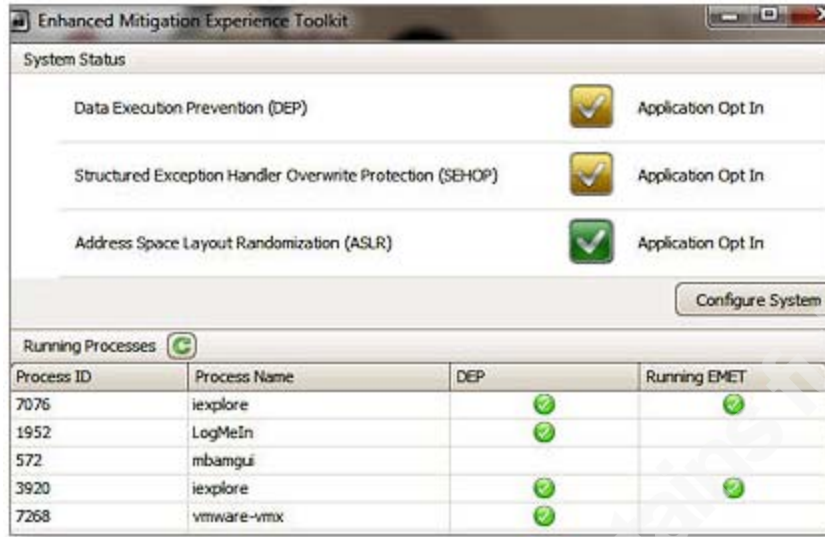 Enhanced Mitigation Experience Toolkit
System Status
Data Execution Prevention (DEP) Application Opt In
Structured Exception Handler Overwrite Protection (SEHOP) Application Opt In
Address Space Layout Randomization (ASLR) Application Opt In
Configure System
Running Processes
Process ID Process Name DEP Running EMET
7076 iexplore
1952 LogMeIn
572 mbamgui
3920 iexplore
7268 vmware-vmx